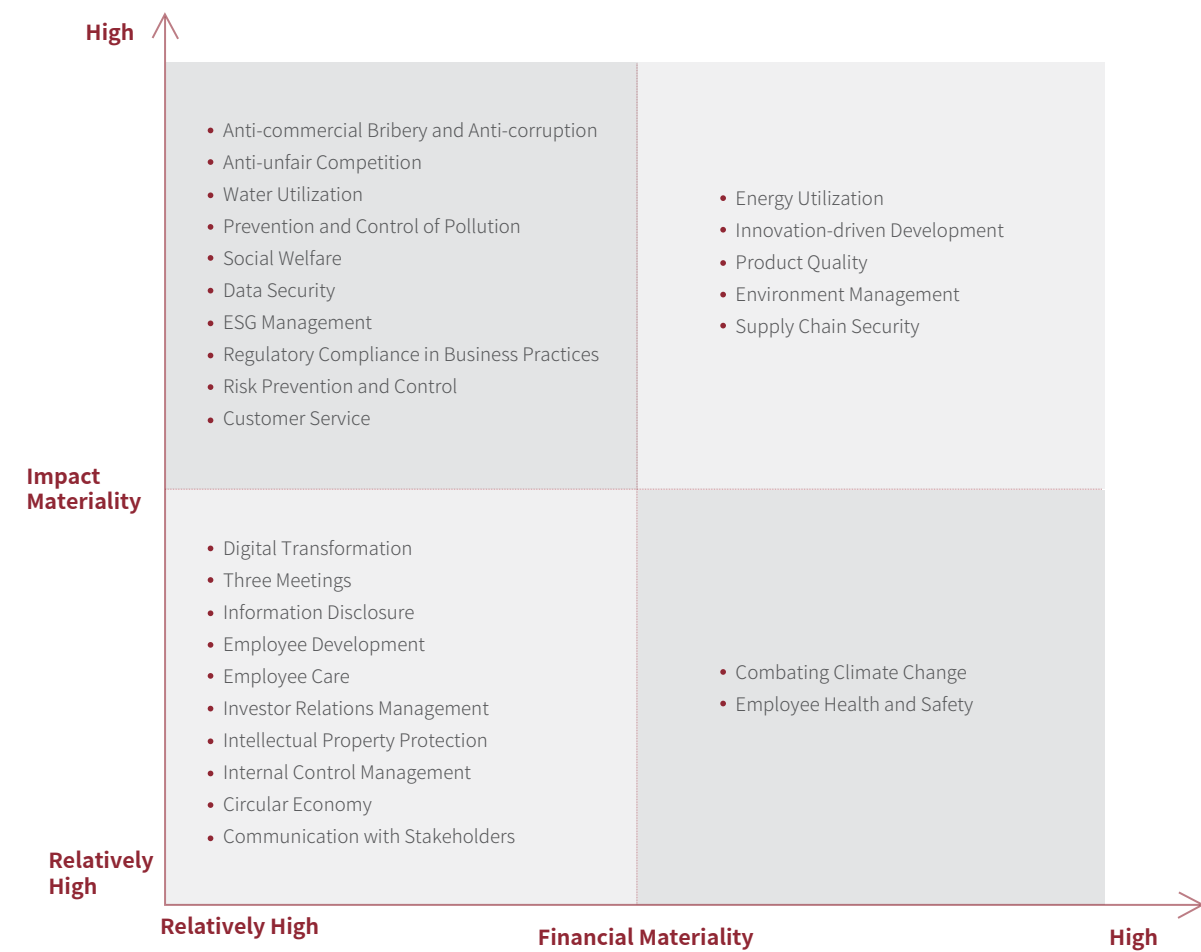 High
Anti-commercial Bribery and Anti-corruption
Anti-unfair Competition
Water Utilization
Prevention and Control of Pollution
Social Welfare
Data Security
ESG Management
Regulatory Compliance in Business Practices
Risk Prevention and Control
Customer Service
Energy Utilization
Innovation-driven Development
Product Quality
Environment Management
Supply Chain Security
Impact
Materiality
Digital Transformation
Three Meetings
Information Disclosure
Employee Development
Employee Care
Investor Relations Management
Intellectual Property Protection
Internal Control Management
Circular Economy
Communication with Stakeholders
Combating Climate Change
Employee Health and Safety
Relatively
High
Relatively High
Financial Materiality
High